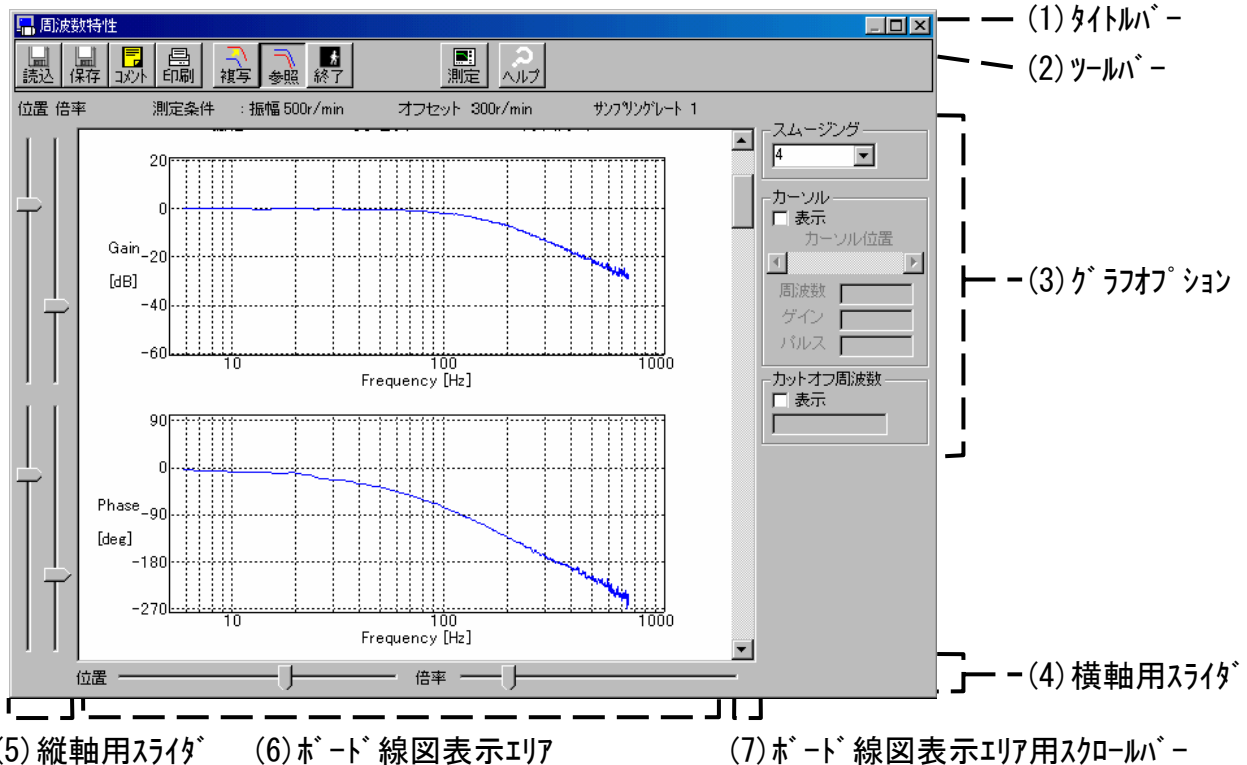 周波数特性
(1) ﾀｲﾄﾙﾊﾞｰ
読込 保存 ｺﾒﾝﾄ 印刷 複写 参照 終了 測定 ヘルプ
(2) ﾂｰﾙﾊﾞｰ
位置 倍率 測定条件 : 振幅 500r/min オフセット :300r/min ｻﾝﾌﾟﾘﾝｸﾞﾚｰﾄ 1
スムージング
4
カーソル
表示
カーソル位置
周波数
ゲイン
パルス
カットオフ周波数
表示
(3) ｸﾞﾗﾌｵﾌﾟｼｮﾝ
20
0
Gain
-20
[dB]
-40
-60
10 100 1000
Frequency [Hz]
90
0
Phase
-90
[deg]
-180
-270
10 100 1000
Frequency [Hz]
位置 倍率
(4) 横軸用ｽﾗｲﾀﾞ
(5) 縦軸用ｽﾗｲﾀﾞ (6) ﾎﾞｰﾄﾞ線図表示ｴﾘｱ (7) ﾎﾞｰﾄﾞ線図表示ｴﾘｱ用ｽｸﾛｰﾙﾊﾞｰ